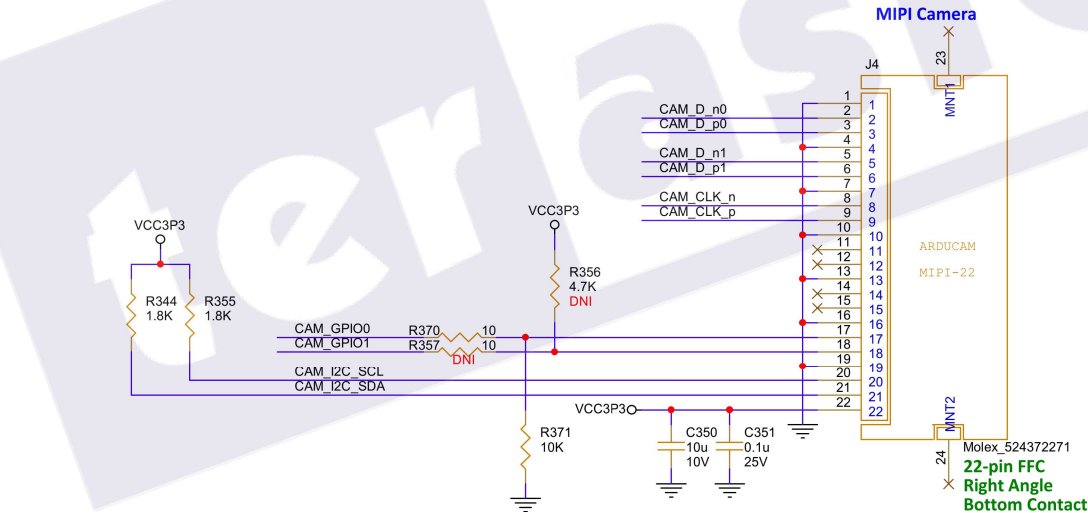 terasic
MIPI Camera
23
J4
MNT1
1 1
CAM_D_n0 2 2
CAM_D_p0 3 3
4 4
CAM_D_n1 5 5
CAM_D_p1 6 6
7 7
CAM_CLK_n 8 8
CAM_CLK_p 9 9
10 10
11 11
12 12
13 13
14 14
15 15
16 16
ARDUCAM
MIPI-22
VCC3P3
VCC3P3
R356
4.7K
DNI
R344
1.8K
R355
1.8K
CAM_GPIO0 R370 10 17 17
CAM_GPIO1 R357 10 18 18
DNI
19 19
CAM_I2C_SCL 20 20
CAM_I2C_SDA 21 21
VCC3P3 22 22
MNT2
R371
10K
C350
10u
10V
C351
0.1u
25V
24
Molex_524372271
22-pin FFC
Right Angle
Bottom Contact